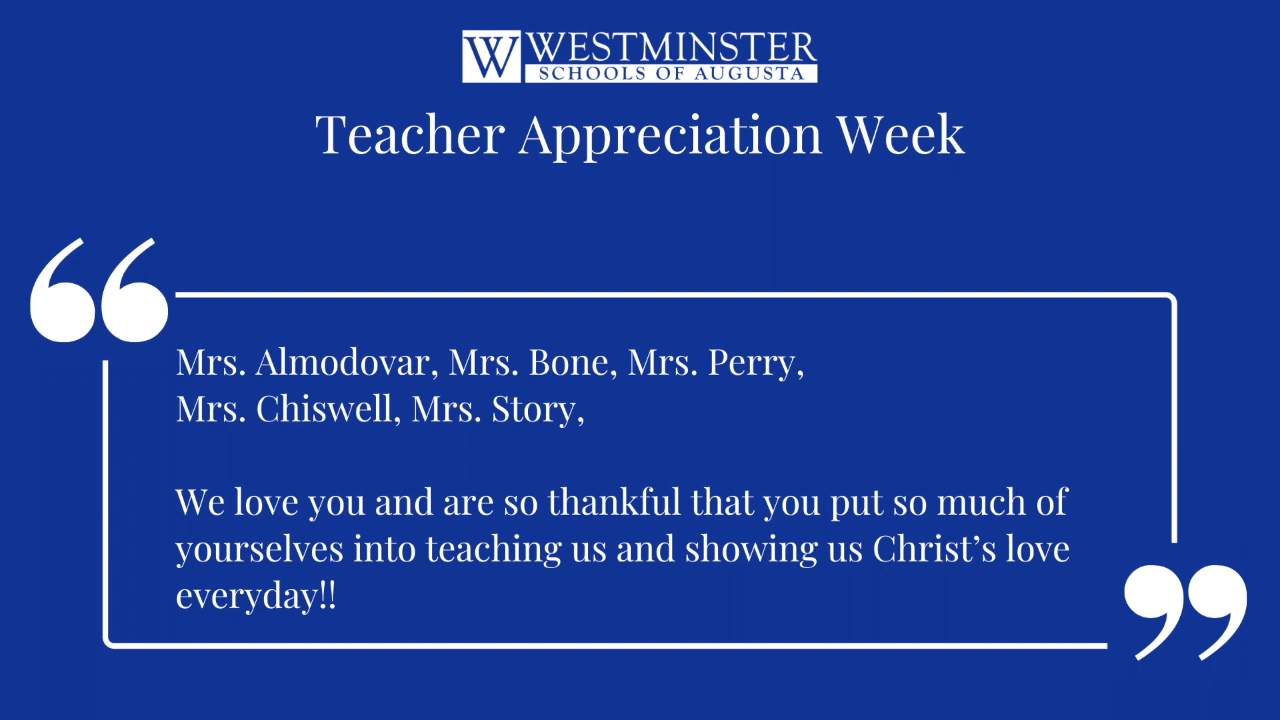 W WESTMINSTER
SCHOOLS OF AUGUSTA
Teacher Appreciation Week
“
Mrs. Almodovar, Mrs. Bone, Mrs. Perry,
Mrs. Chiswell, Mrs. Story,
We love you and are so thankful that you put so much of
yourselves into teaching us and showing us Christ’s love
everyday!!
”